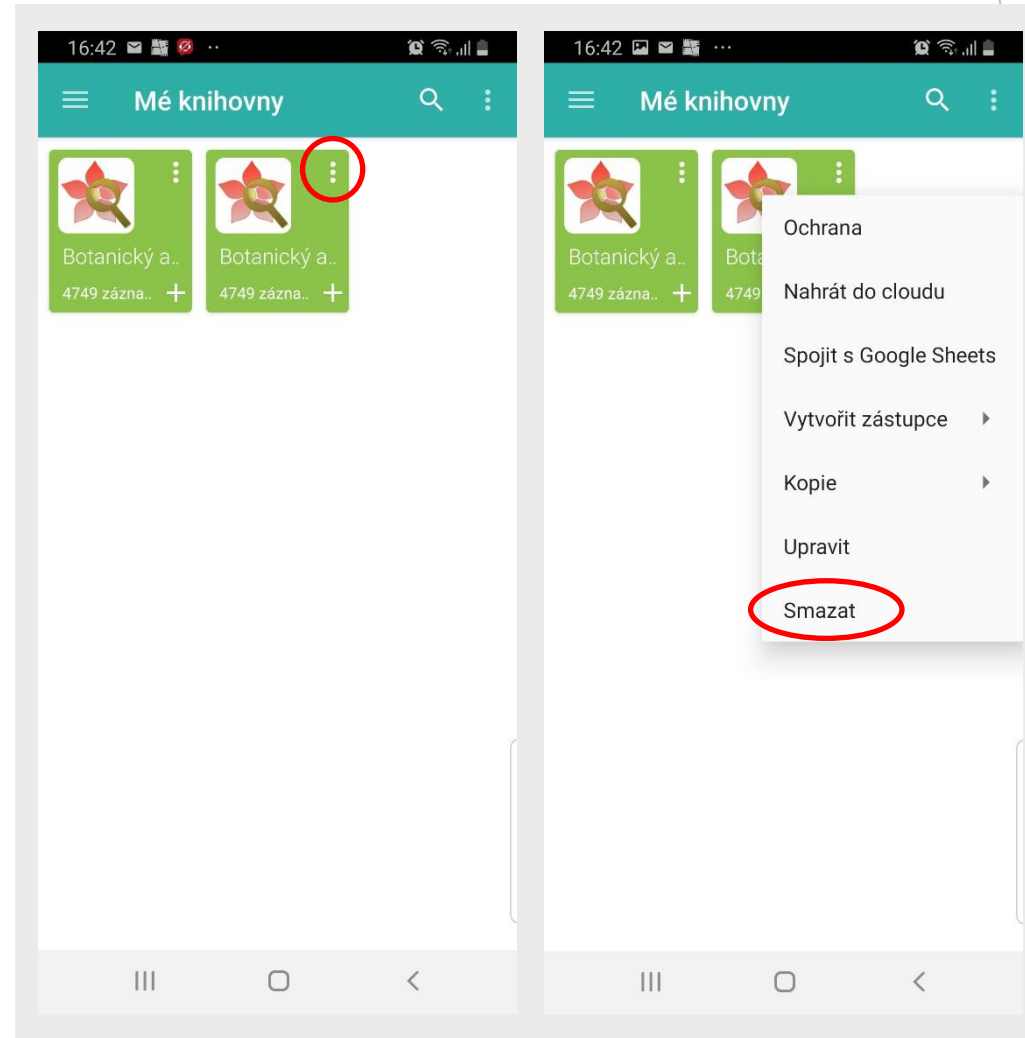 16:42
Mé knihovny
Botanický a..
4749 zázna..
Botanický a..
4749 zázna..
16:42
Mé knihovny
Botanický a..
4749 zázna..
Bota
4749
Ochrana
Nahrát do cloudu
Spojit s Google Sheets
Vytvořit zástupce
Kopie
Upravit
Smazat